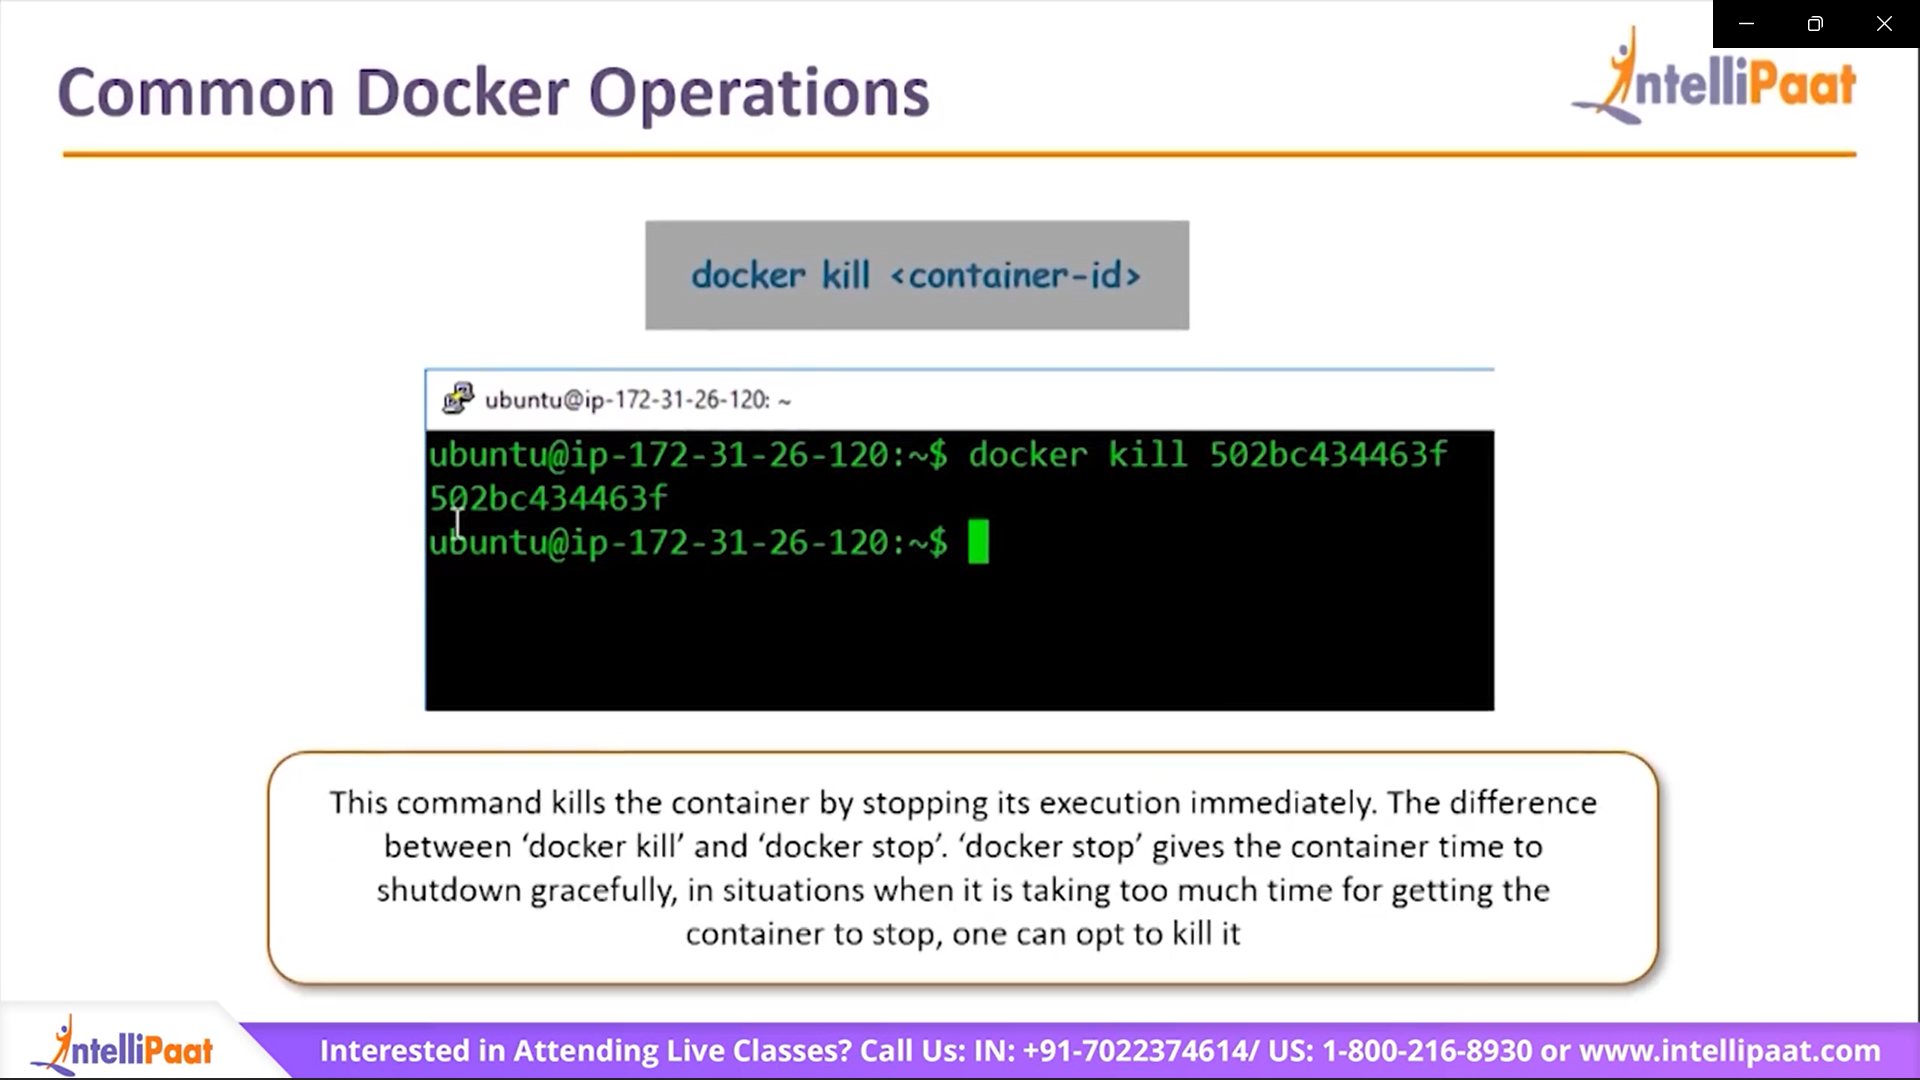 Common Docker Operations
IntelliPaat
docker kill <container-id>
ubuntu@ip-172-31-26-120: ~
ubuntu@ip-172-31-26-120:~$ docker kill 502bc434463f
502bc434463f
ubuntu@ip-172-31-26-120:~$
This command kills the container by stopping its execution immediately. The difference
between ‘docker kill’ and ‘docker stop’. ‘docker stop’ gives the container time to
shutdown gracefully, in situations when it is taking too much time for getting the
container to stop, one can opt to kill it
IntelliPaat
Interested in Attending Live Classes? Call Us: IN: +91-7022374614/ US: 1-800-216-8930 or www.intellipaat.com